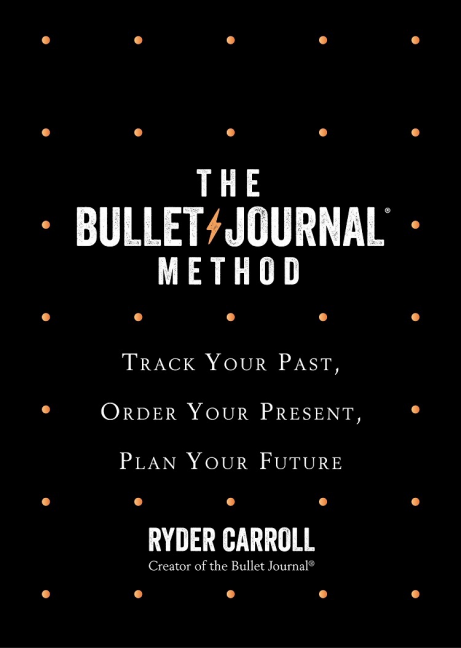 THE
BULLET JOURNAL®
METHOD
TRACK YOUR PAST,
ORDER YOUR PRESENT,
PLAN YOUR FUTURE
RYDER CARROLL
Creator of the Bullet Journal®